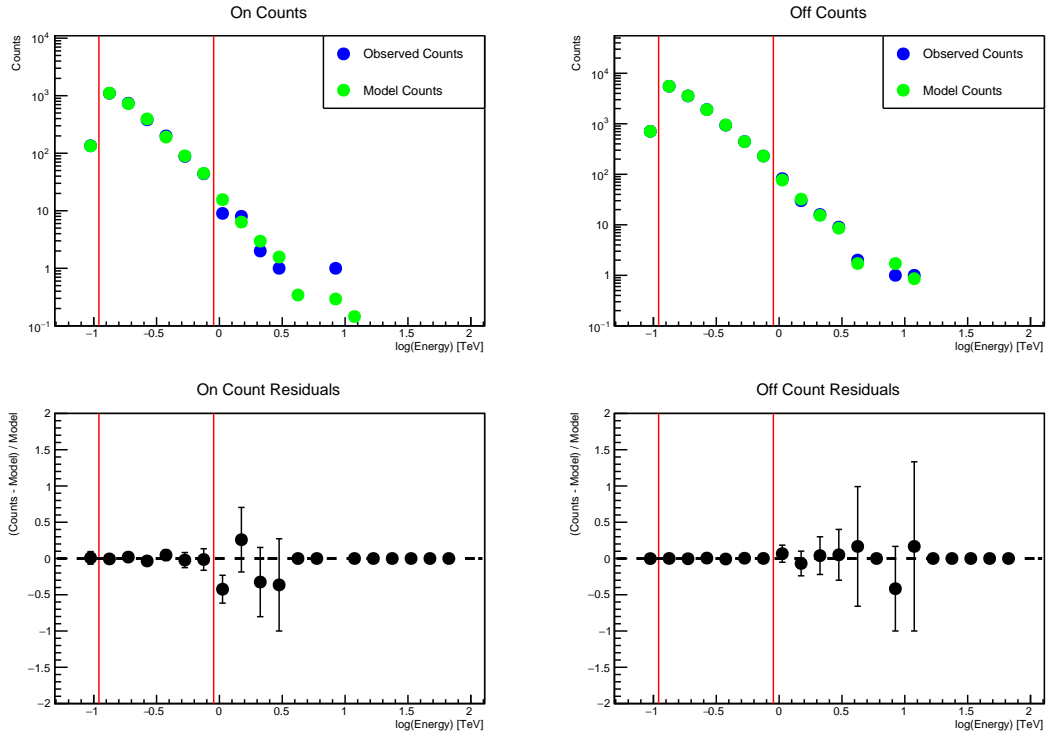 On Counts
Counts
10⁴
10³
10²
10
1
10⁻¹
−1 −0.5 0 0.5 1 1.5 2
log(Energy) [TeV]
Observed Counts
Model Counts
Off Counts
Counts
10⁴
10³
10²
10
1
10⁻¹
−1 −0.5 0 0.5 1 1.5 2
log(Energy) [TeV]
Observed Counts
Model Counts
On Count Residuals
(Counts - Model) / Model
2
1.5
1
0.5
0
−0.5
−1
−1.5
−2
−1 −0.5 0 0.5 1 1.5 2
log(Energy) [TeV]
Off Count Residuals
(Counts - Model) / Model
2
1.5
1
0.5
0
−0.5
−1
−1.5
−2
−1 −0.5 0 0.5 1 1.5 2
log(Energy) [TeV]